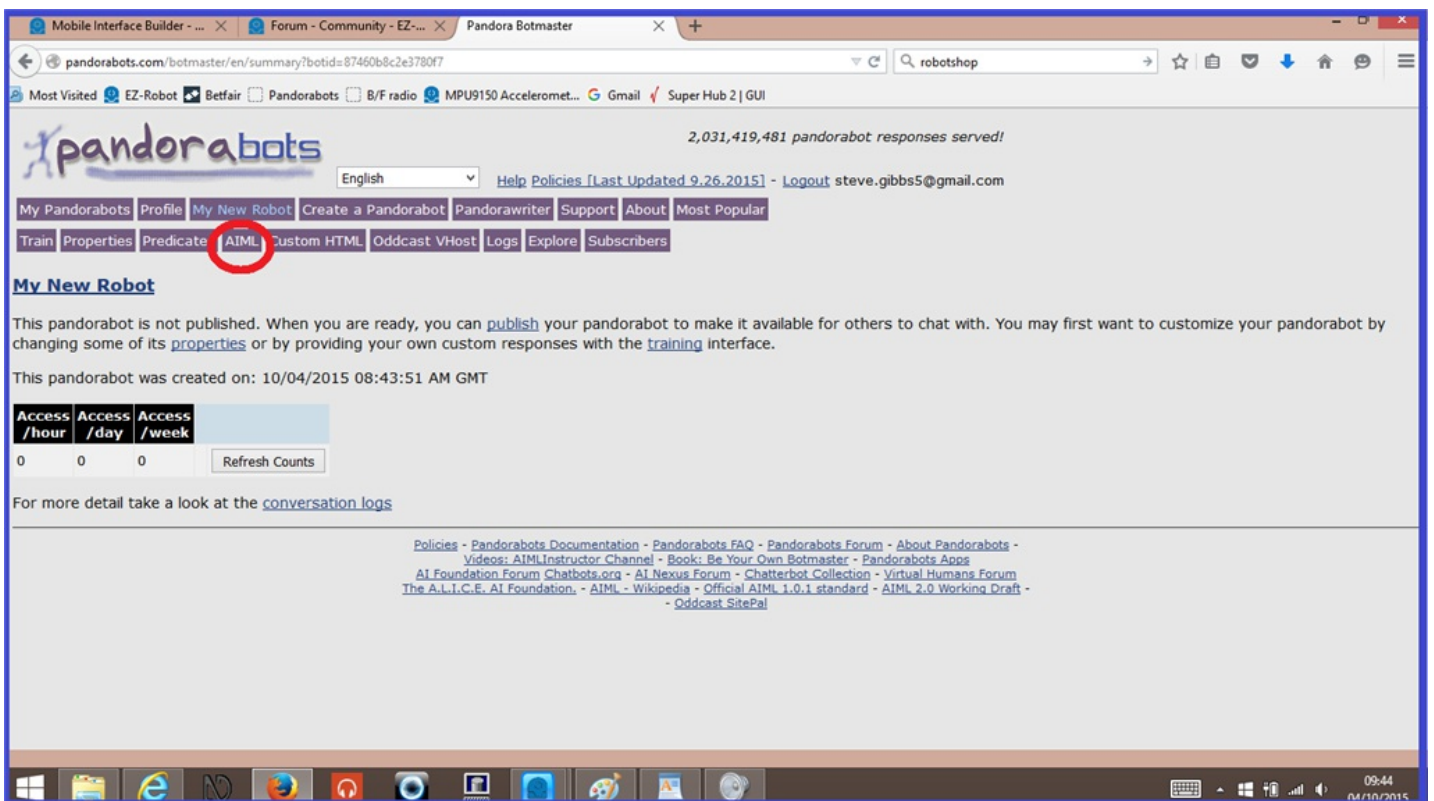 Mobile Interface Builder - ...
Forum - Community - EZ-...
Pandora Botmaster
pandorabots.com/botmaster/en/summary?botid=87460b8c2e3780f7
robotshop
Most Visited EZ-Robot Betfair Pandorabots B/F radio MPU9150 Acceleromet... Gmail Super Hub 2 | GUI
pandorabots
2,031,419,481 pandorabot responses served!
English
Help Policies [Last Updated 9.26.2015] - Logout steve.gibbs5@gmail.com
My Pandorabots Profile My New Robot Create a Pandorabot Pandorawriter Support About Most Popular
Train Properties Predicate AIML Custom HTML Oddcast VHost Logs Explore Subscribers
My New Robot
This pandorabot is not published. When you are ready, you can publish your pandorabot to make it available for others to chat with. You may first want to customize your pandorabot by
changing some of its properties or by providing your own custom responses with the training interface.
This pandorabot was created on: 10/04/2015 08:43:51 AM GMT
Access Access Access
/hour /day /week
0 0 0 Refresh Counts
For more detail take a look at the conversation logs
Policies - Pandorabots Documentation - Pandorabots FAQ - Pandorabots Forum - About Pandorabots -
Videos: AIMLInstructor Channel - Book: Be Your Own Botmaster - Pandorabots Apps
AI Foundation Forum Chatbots.org - AI Nexus Forum - Chatterbot Collection - Virtual Humans Forum
The A.L.I.C.E. AI Foundation. - AIML - Wikipedia - Official AIML 1.0.1 standard - AIML 2.0 Working Draft -
- Oddcast SitePal
09:44
04/10/2015